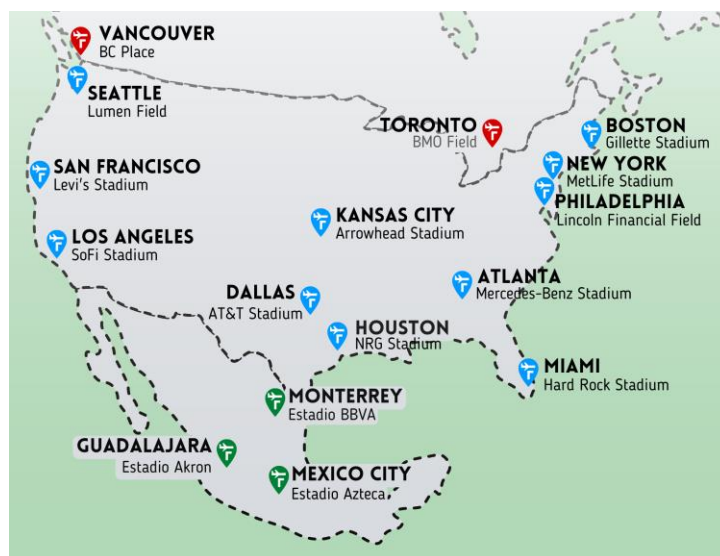 VANCOUVER
BC Place
SEATTLE
Lumen Field
TORONTO
BMO Field
BOSTON
Gillette Stadium
SAN FRANCISCO
Levi's Stadium
NEW YORK
MetLife Stadium
PHILADELPHIA
Lincoln Financial Field
KANSAS CITY
Arrowhead Stadium
LOS ANGELES
SoFi Stadium
ATLANTA
Mercedes-Benz Stadium
DALLAS
AT&T Stadium
HOUSTON
NRG Stadium
MIAMI
Hard Rock Stadium
MONTERREY
Estadio BBVA
GUADALAJARA
Estadio Akron
MEXICO CITY
Estadio Azteca